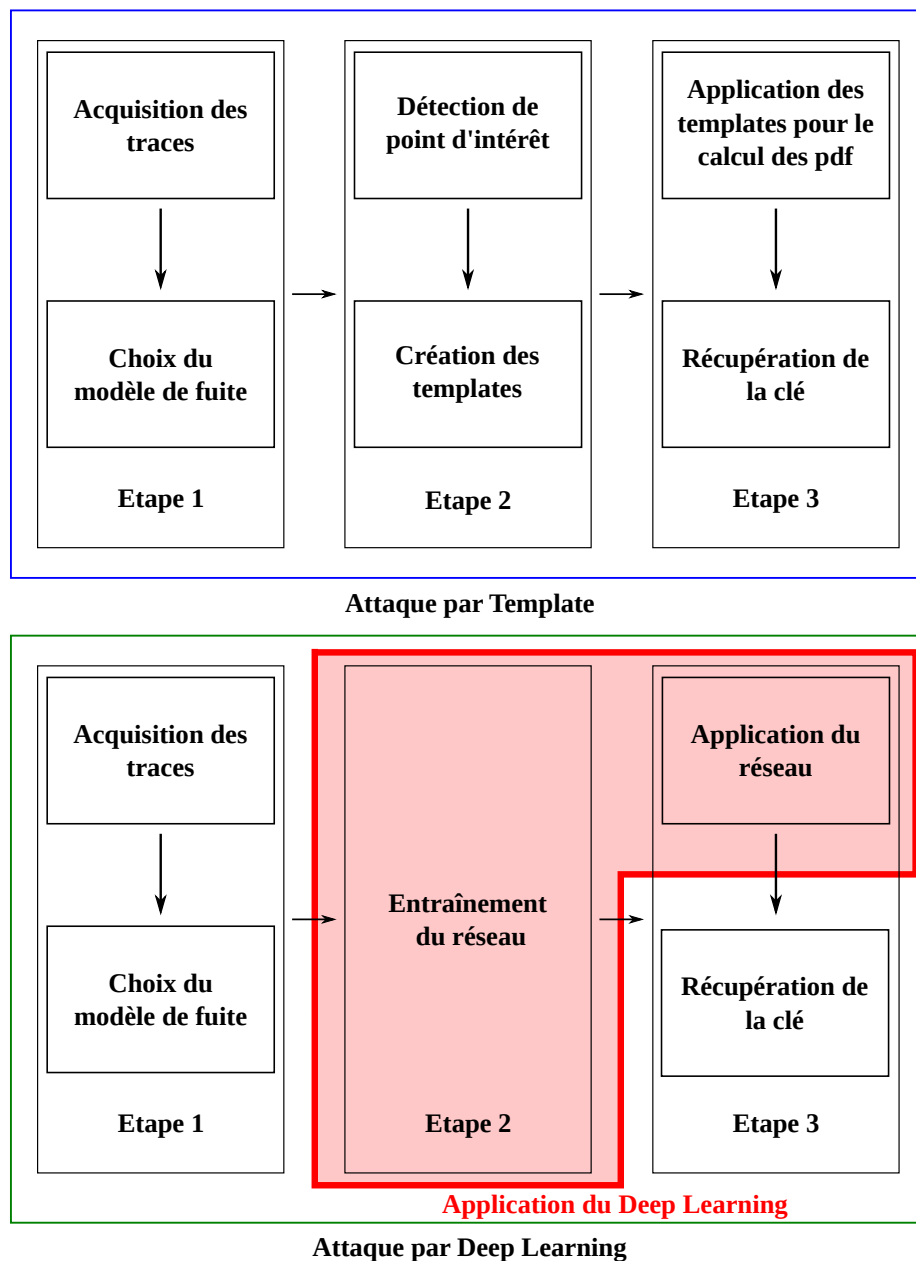 Acquisition des
traces
Choix du
modèle de fuite
Etape 1
Détection de
point d'intérêt
Création des
templates
Etape 2
Application des
templates pour le
calcul des pdf
Récupération de
la clé
Etape 3
Attaque par Template
Acquisition des
traces
Choix du
modèle de fuite
Etape 1
Entraînement
du réseau
Etape 2
Application du
réseau
Récupération de
la clé
Etape 3
Application du Deep Learning
Attaque par Deep Learning